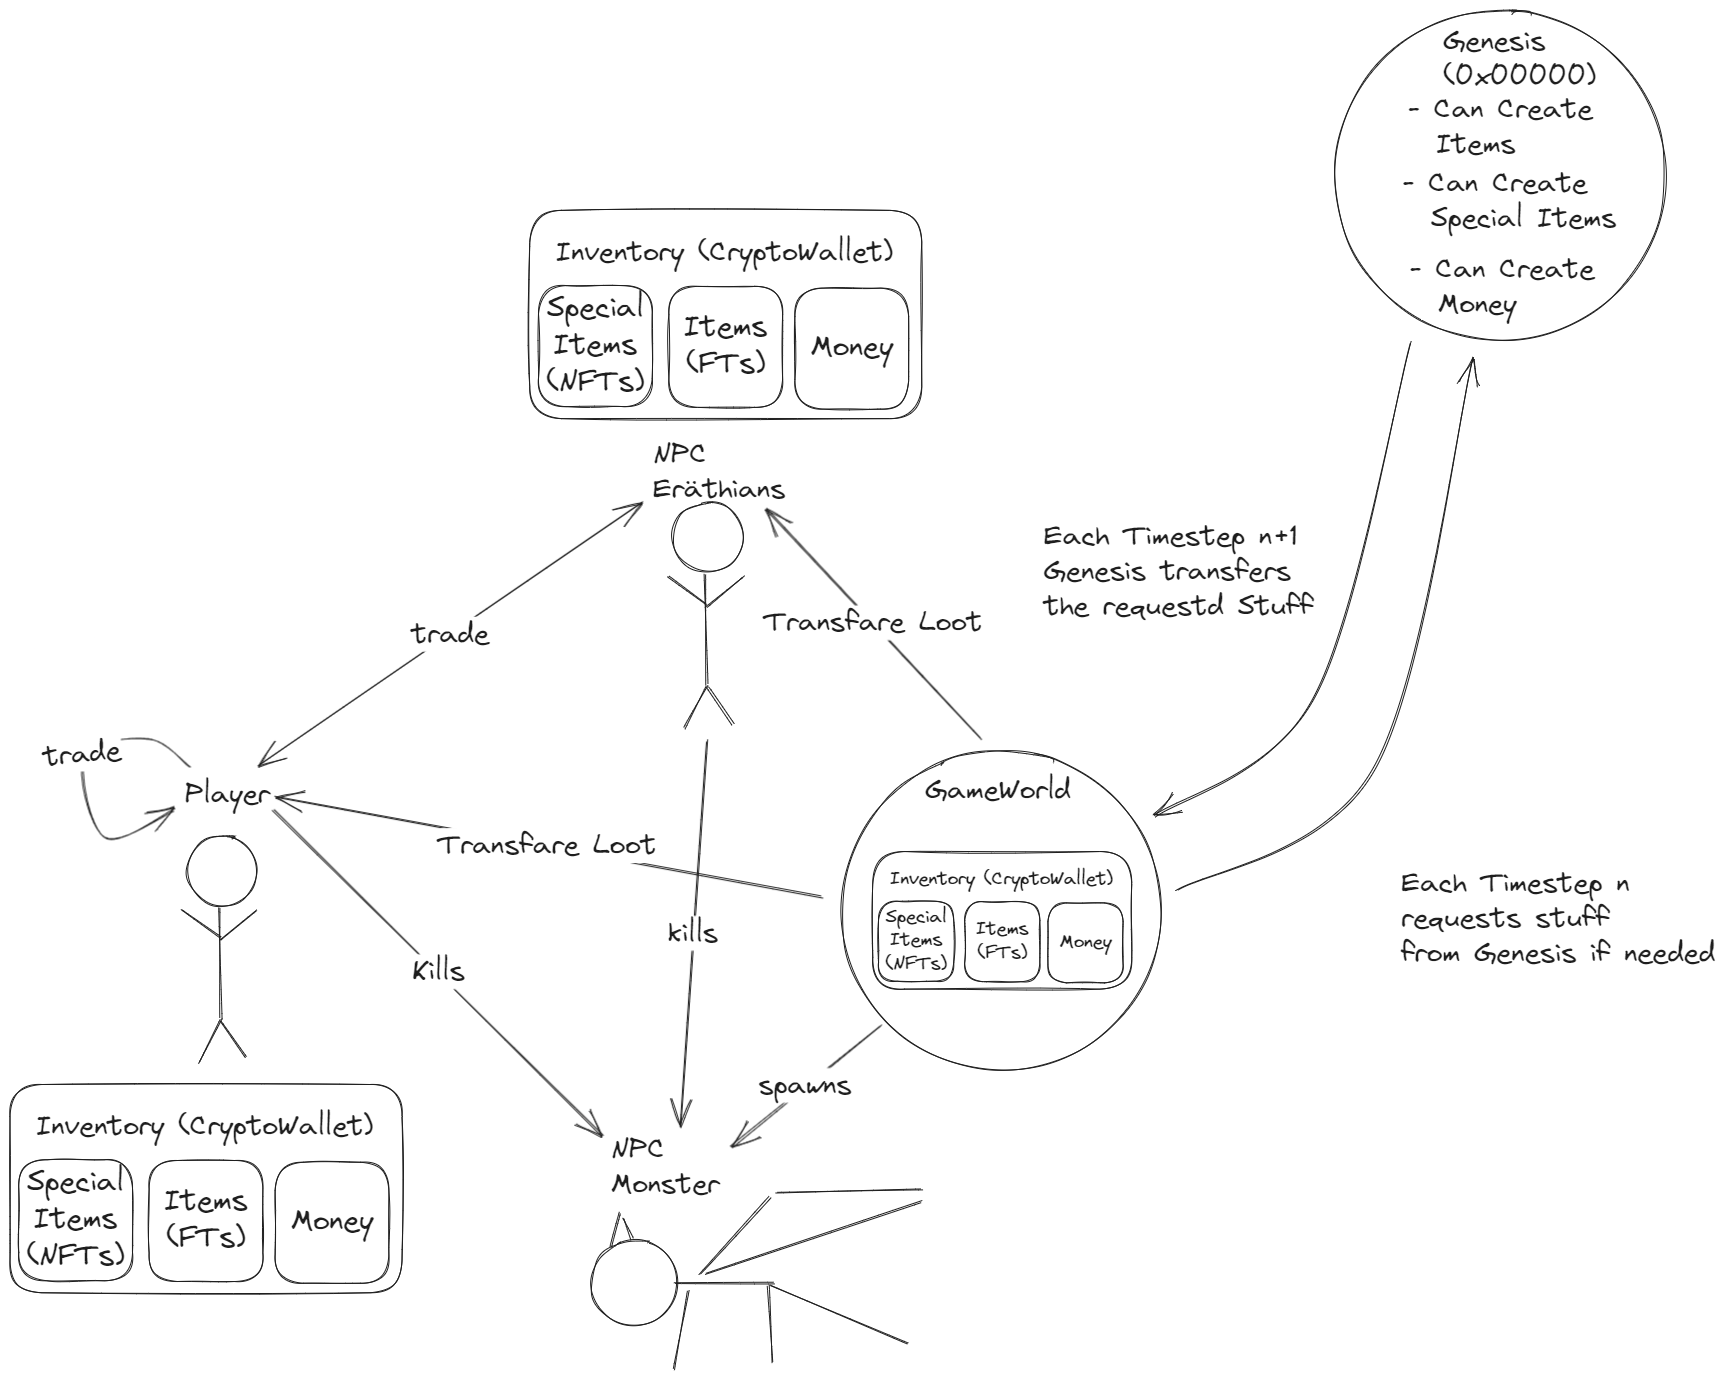 Genesis
(0x00000)
- Can Create
Items
- Can Create
Special Items
- Can Create
Money
Inventory (CryptoWallet)
Special
Items
(NFTs)
Items
(FTs)
Money
NPC
Eräthians
Each Timestep n+1
Genesis transfers
the requestd Stuff
trade
Transfare Loot
trade
Player
Transfare Loot
kills
Kills
GameWorld
Inventory (CryptoWallet)
Special
Items
(NFTs)
Items
(FTs)
Money
Each Timestep n
requests stuff
from Genesis if needed
spawns
NPC
Monster
Inventory (CryptoWallet)
Special
Items
(NFTs)
Items
(FTs)
Money